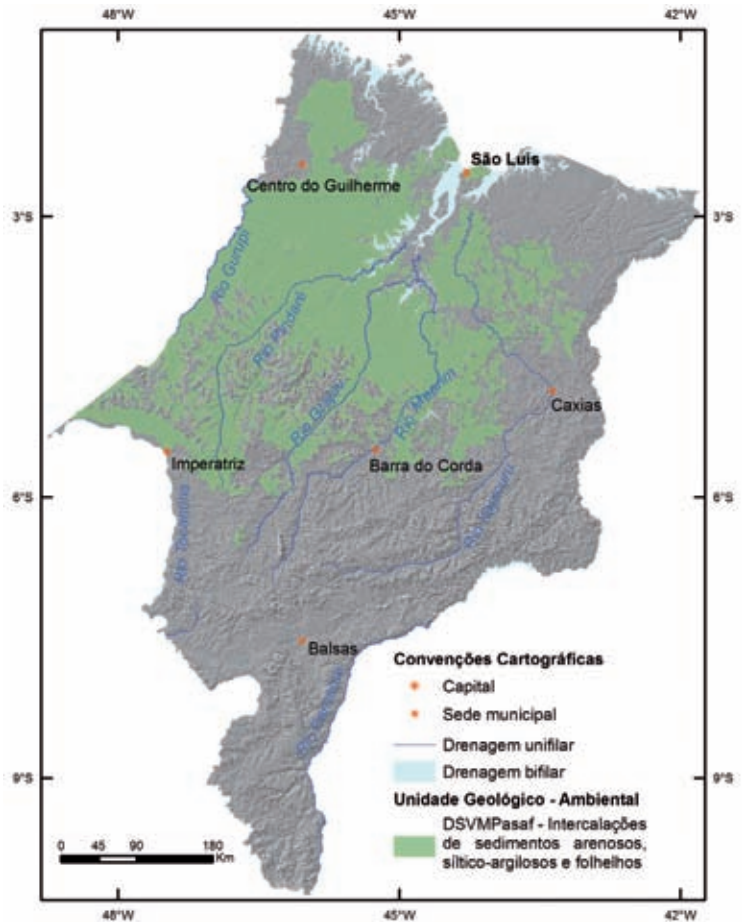 48°W 45°W 42°W
São Luís
Centro do Guilherme
3°S 3°S
Rio Gurupi
Rio Pindaré
Rio Grajaú
Rio Mearim
Caxias
Imperatriz
Barra do Corda
6°S 6°S
Rio Tocantins
Rio Itapecuru
Balsas
Convenções Cartográficas
Capital
Sede municipal
Drenagem unifilar
9°S 9°S
Drenagem bifilar
Unidade Geológico - Ambiental
DSVMPasaf - Intercalações
de sedimentos arenosos,
síltico-argilosos e folhelhos
0 45 90 180
Km
48°W 45°W 42°W